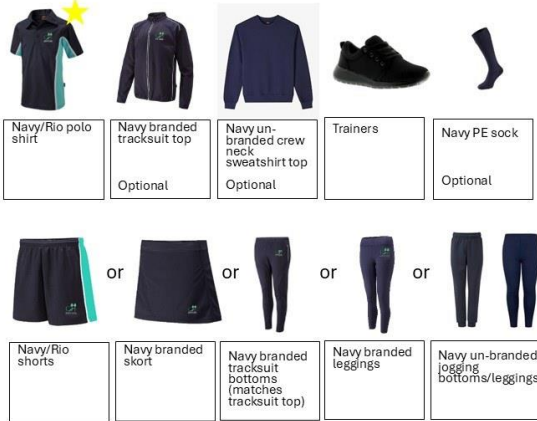 Navy/Rio polo
shirt
Navy branded
tracksuit top
Optional
Navy un-
branded crew
neck
sweatshirt top
Optional
Trainers
Navy PE sock
Optional
or
or
or
or
Navy/Rio
shorts
Navy branded
skort
Navy branded
tracksuit
bottoms
(matches
tracksuit top)
Navy branded
leggings
Navy un-branded
jogging
bottoms/leggings